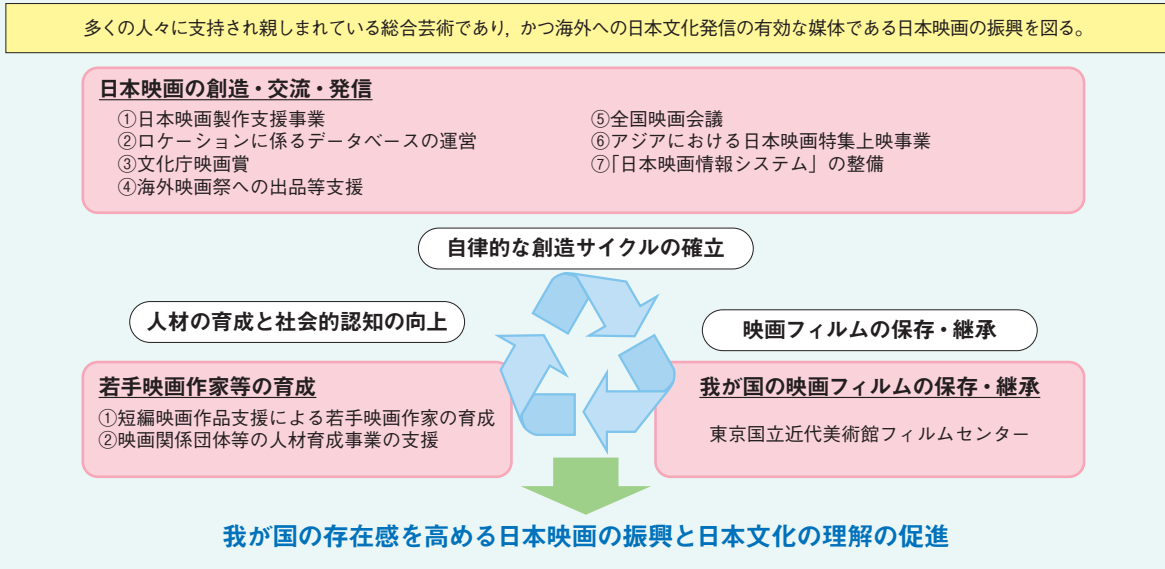 多くの人々に支持され親しまれている総合芸術であり，かつ海外への日本文化発信の有効な媒体である日本映画の振興を図る。
日本映画の創造・交流・発信
①日本映画製作支援事業
②ロケーションに係るデータベースの運営
③文化庁映画賞
④海外映画祭への出品等支援
⑤全国映画会議
⑥アジアにおける日本映画特集上映事業
⑦「日本映画情報システム」の整備
自律的な創造サイクルの確立
人材の育成と社会的認知の向上
映画フィルムの保存・継承
若手映画作家等の育成
①短編映画作品支援による若手映画作家の育成
②映画関係団体等の人材育成事業の支援
我が国の映画フィルムの保存・継承
東京国立近代美術館フィルムセンター
我が国の存在感を高める日本映画の振興と日本文化の理解の促進